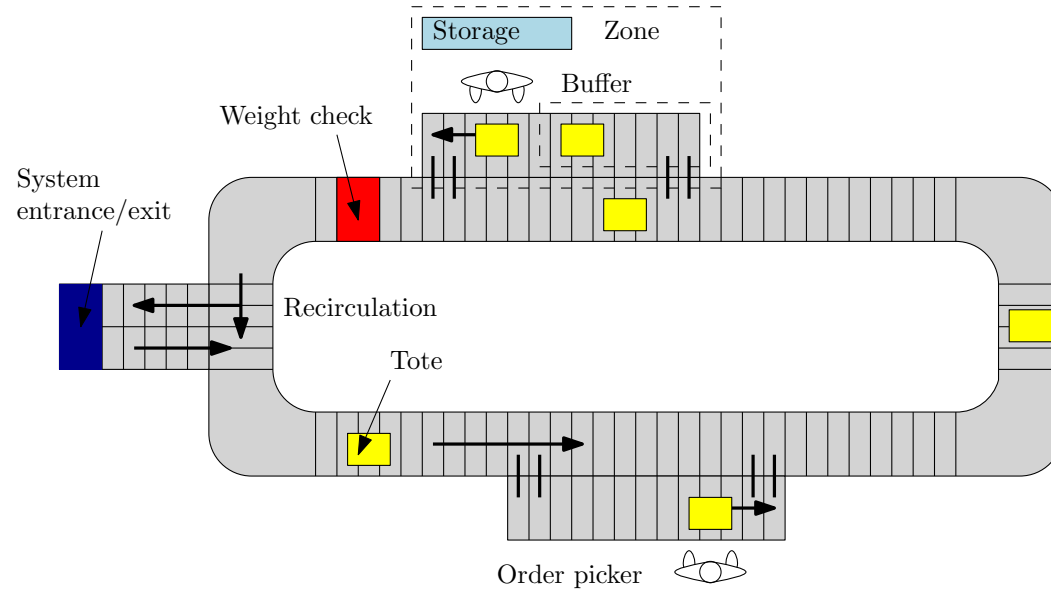 Storage
Zone
Buffer
Weight check
System
entrance/exit
Recirculation
Tote
Order picker